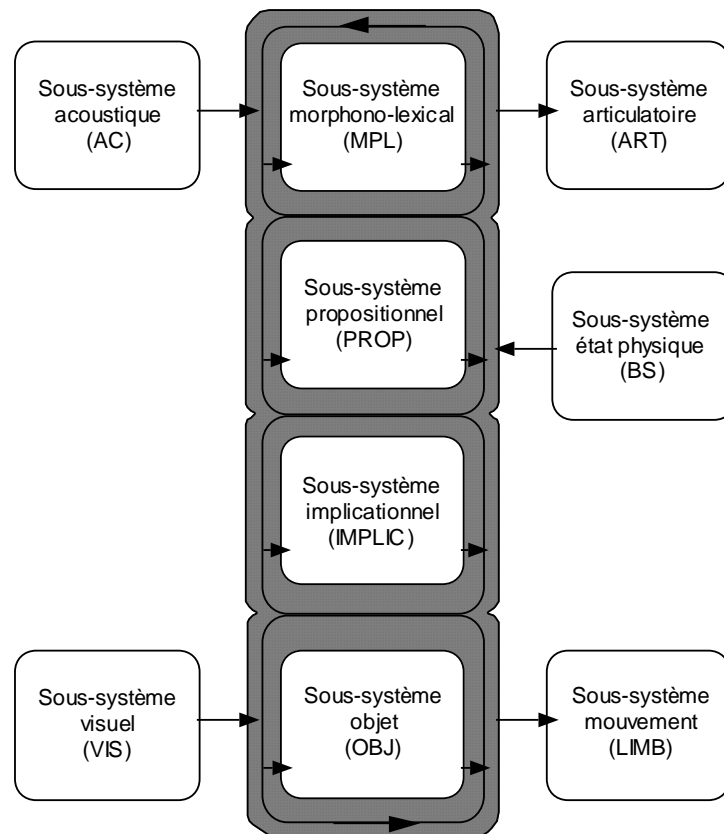 Sous-système
acoustique
(AC)
Sous-système
morphono-lexical
(MPL)
Sous-système
articulatoire
(ART)
Sous-système
propositionnel
(PROP)
Sous-système
état physique
(BS)
Sous-système
implicationnel
(IMPLIC)
Sous-système
visuel
(VIS)
Sous-système
objet
(OBJ)
Sous-système
mouvement
(LIMB)